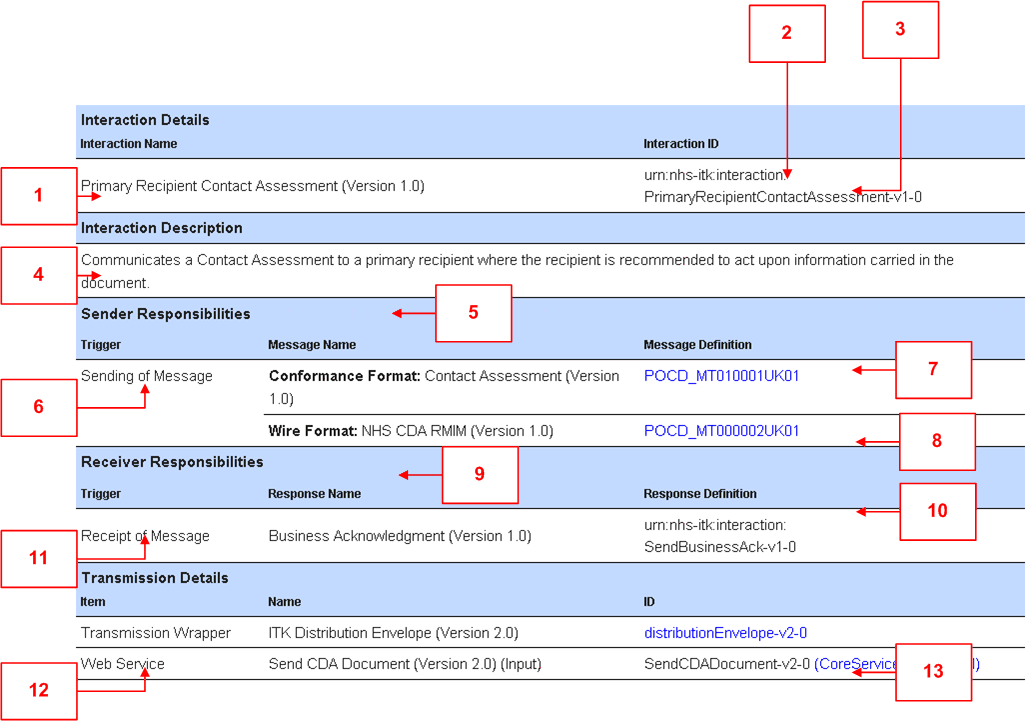 2
3
Interaction Details
Interaction Name Interaction ID
1
Primary Recipient Contact Assessment (Version 1.0)
urn:nhs-itk:interaction:
PrimaryRecipientContactAssessment-v1-0
Interaction Description
4
Communicates a Contact Assessment to a primary recipient where the recipient is recommended to act upon information carried in the
document.
Sender Responsibilities
5
Trigger Message Name Message Definition
6
Sending of Message
Conformance Format: Contact Assessment (Version
1.0)
POCD_MT010001UK01
7
Wire Format: NHS CDA RMIM (Version 1.0) POCD_MT000002UK01
8
Receiver Responsibilities
9
Trigger Response Name Response Definition
10
11
Receipt of Message Business Acknowledgment (Version 1.0)
urn:nhs-itk:interaction:
SendBusinessAck-v1-0
Transmission Details
Item Name ID
Transmission Wrapper ITK Distribution Envelope (Version 2.0) distributionEnvelope-v2-0
12
Web Service Send CDA Document (Version 2.0) (Input) SendCDADocument-v2-0
13